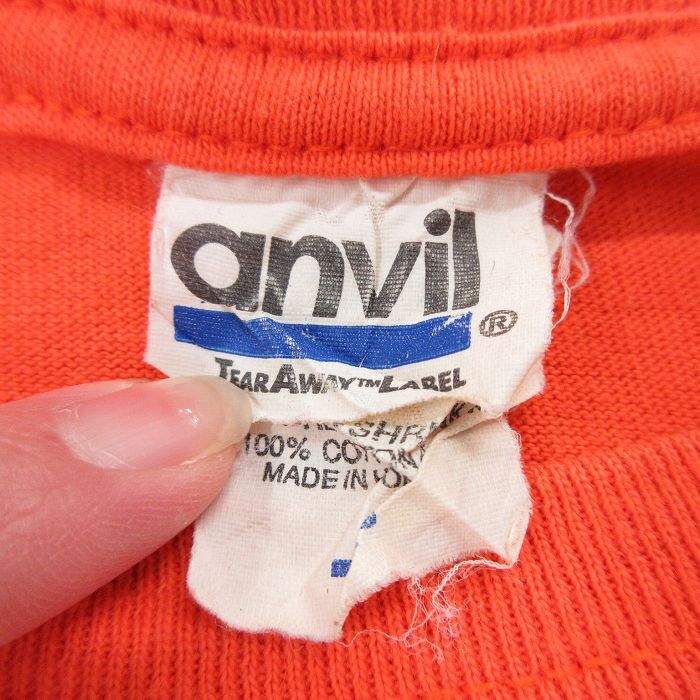 anvil ®
TEARAWAY™LABEL
100% COTTON
MADE IN